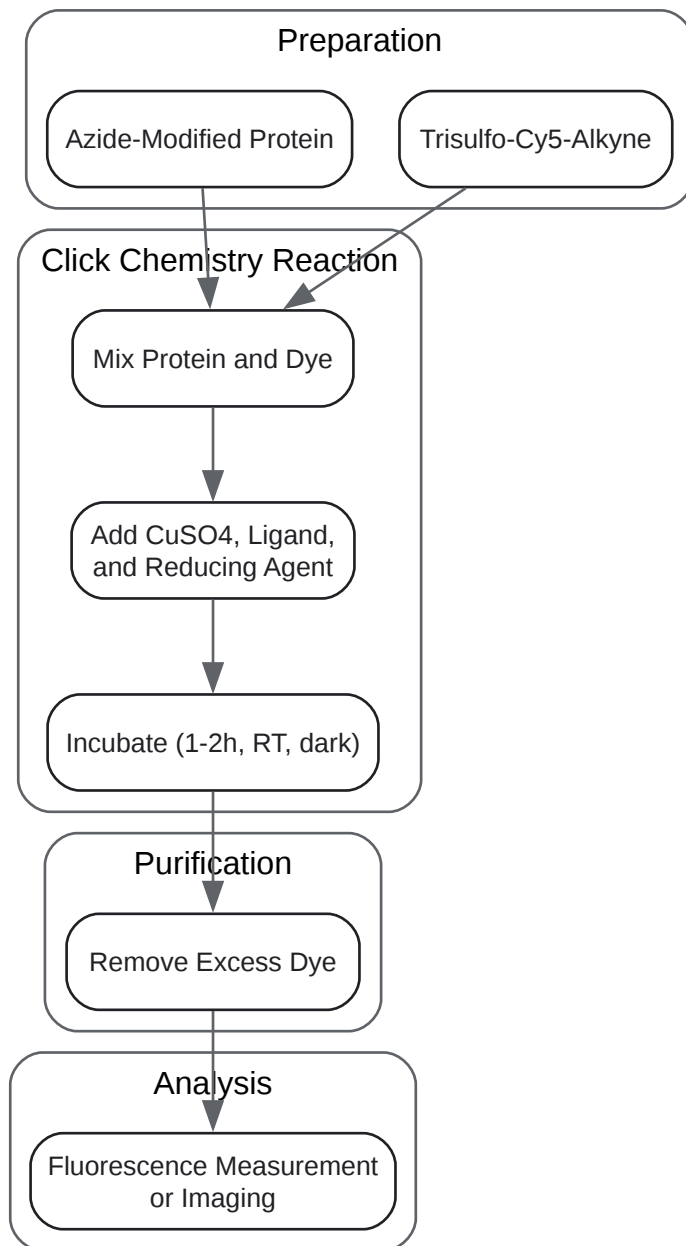 Preparation
Azide-Modified Protein
Trisulfo-Cy5-Alkyne
Click Chemistry Reaction
Mix Protein and Dye
Add CuSO4, Ligand,
and Reducing Agent
Incubate (1-2h, RT, dark)
Purification
Remove Excess Dye
Analysis
Fluorescence Measurement
or Imaging